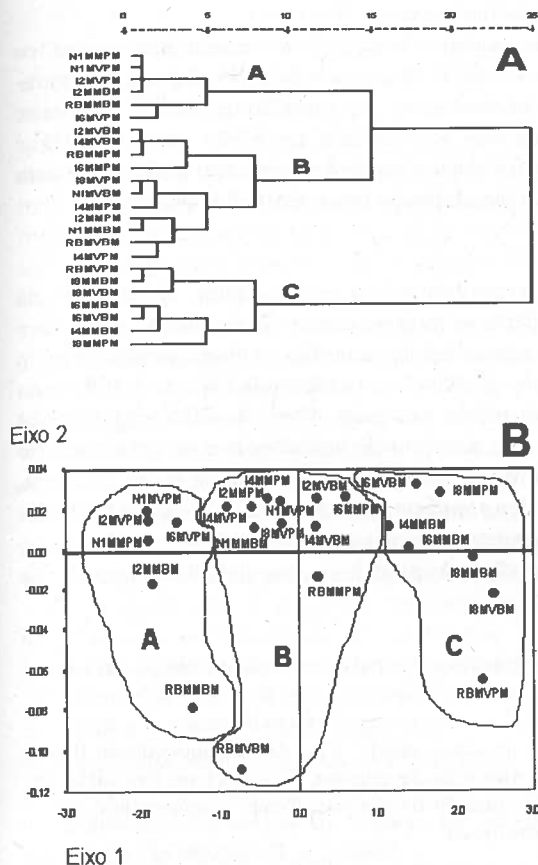 0 5 10 15 20 25
A
N1MMPM
N1MVPM
I2MVPM
A
I2MMBM
RBMMBM
I6MVPM
I2MVBM
I4MVBM
RBMMPM
I6MMPM
B
I8MVPM
NIMVBM
I4MMPM
I2MMPM
N1MMBM
RBMVBM
I4MVPM
RBMVPM
I8MMBM
I8MVBM
C
I6MMBM
I6MVBM
I4MMBM
I8MMPM
Eixo 2
B
0.04
I4MMPM
I2MVBM
I6MVBM
I8MMPM
N1MVPM
I2MMPM
0.02
I2MVPM
I4MVPM
N1MVPM
I6MMPM
I6MVPM
I8MVPM
I4MMBM
N1MMPM
N1MMBM
I4MVBM
I6MMBM
0.00
I2MMBM
I8MMBM
RBMMPM
-0.02
I8MVBM
-0.04
A
B
C
-0.06
RBMMBM
RBMVPM
-0.08
-0.10
RBMVBM
-0.12
-3.0 -2.0 -1.0 0.0 1.0 2.0 3.0
Eixo 1